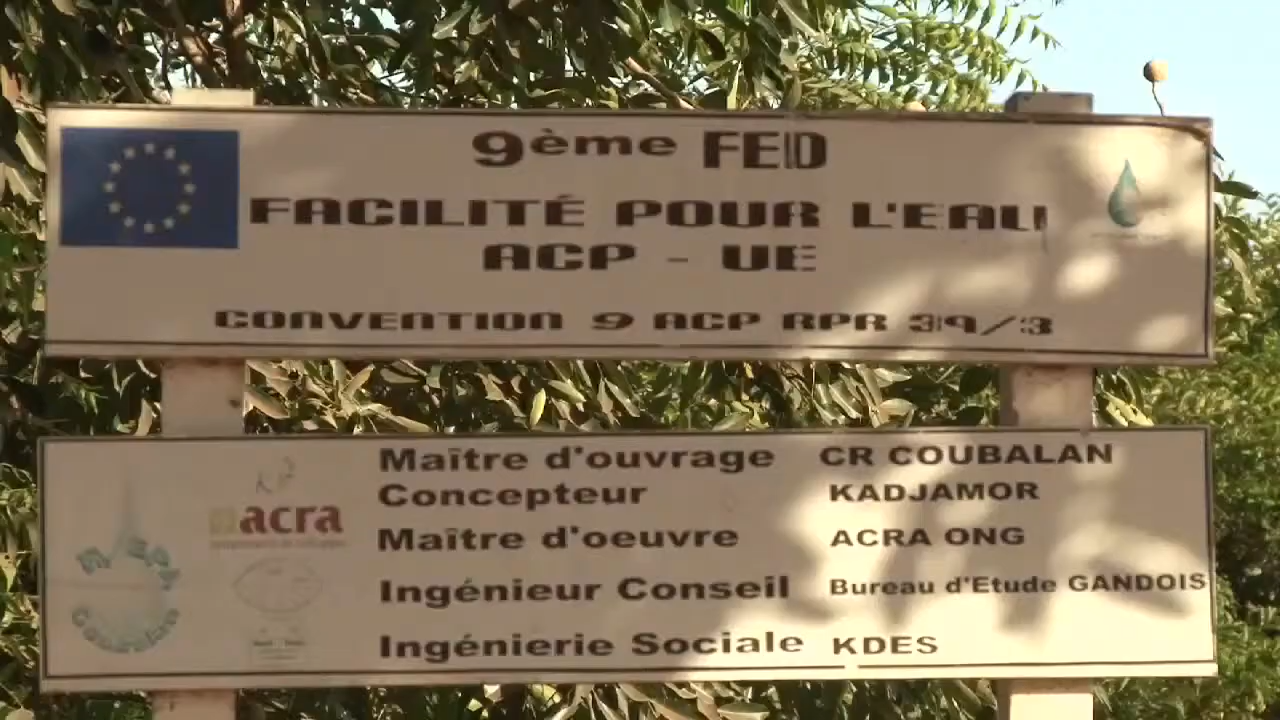 9ème FED
FACILITÉ POUR L'EAU
ACP - UE
CONVENTION 9 ACP RPR 39/3
Maître d'ouvrage CR COUBALAN
Concepteur KADJAMOR
Maître d'oeuvre ACRA ONG
Ingénieur Conseil Bureau d'Etude GANDOIS
Ingénierie Sociale KDES
acra